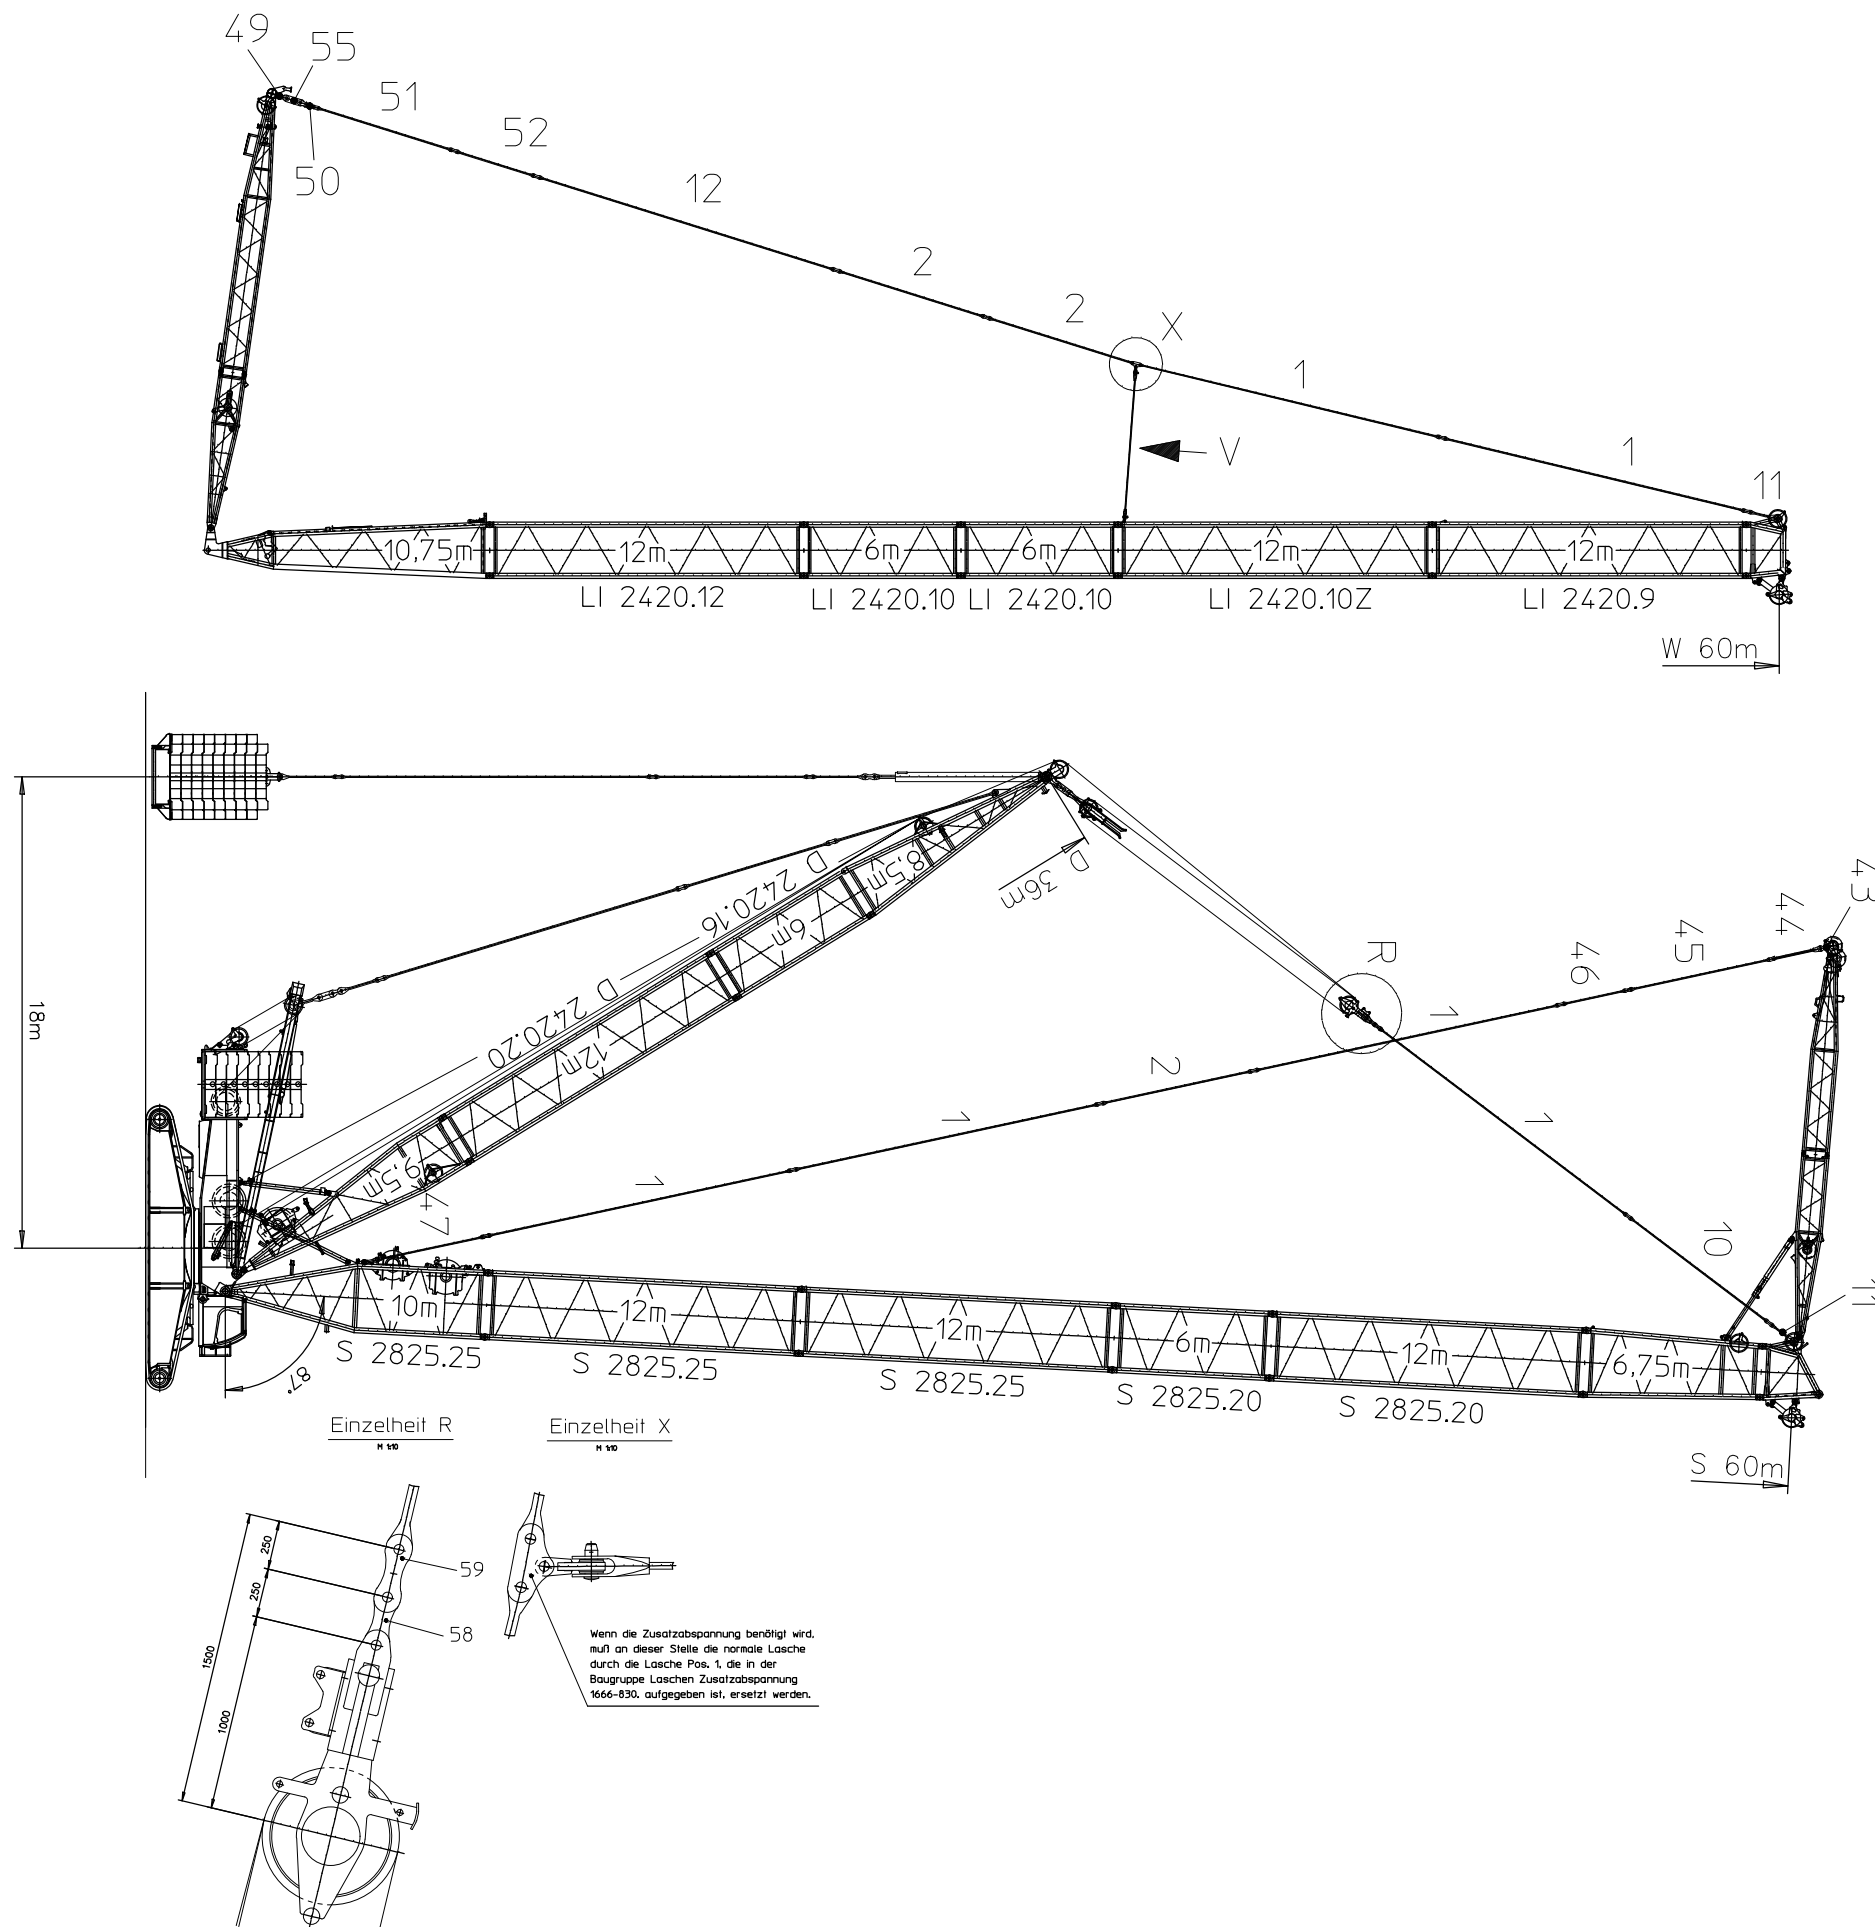 49
55
51
52
50
12
2
2
X
1
V
1
11
10,75m
12m
6m
6m
12m
12m
LI 2420.12
LI 2420.10
LI 2420.10
LI 2420.10Z
LI 2420.9
W 60m
18m
D 2420.16
D 2420.20
8,5m
6m
12m
9,5m
D 36m
R
43
44
45
46
1
2
1
1
47
1
10
11
10m
12m
12m
6m
12m
6,75m
S 2825.25
S 2825.25
S 2825.25
S 2825.20
S 2825.20
87°
S 60m
Einzelheit R
M 1:10
Einzelheit X
M 1:10
250
250
1500
1000
59
58
Wenn die Zusatzabspannung benötigt wird,
muß an dieser Stelle die normale Lasche
durch die Lasche Pos. 1, die in der
Baugruppe Laschen Zusatzabspannung
1666-830. aufgegeben ist, ersetzt werden.